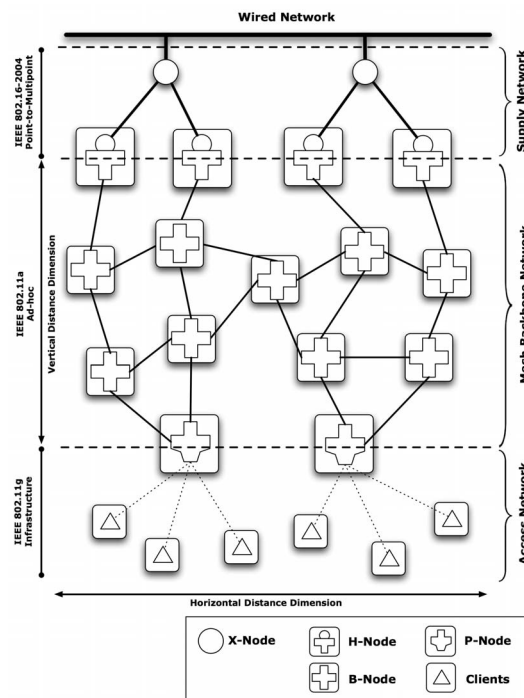 Wired Network
IEEE 802.16-2004
Point-to-Multipoint
Supply Network
IEEE 802.11a
Ad-hoc
Vertical Distance Dimension
Mesh Backbone Network
IEEE 802.11g
Infrastructure
Access Network
Horizontal Distance Dimension
X-Node
H-Node
P-Node
B-Node
Clients